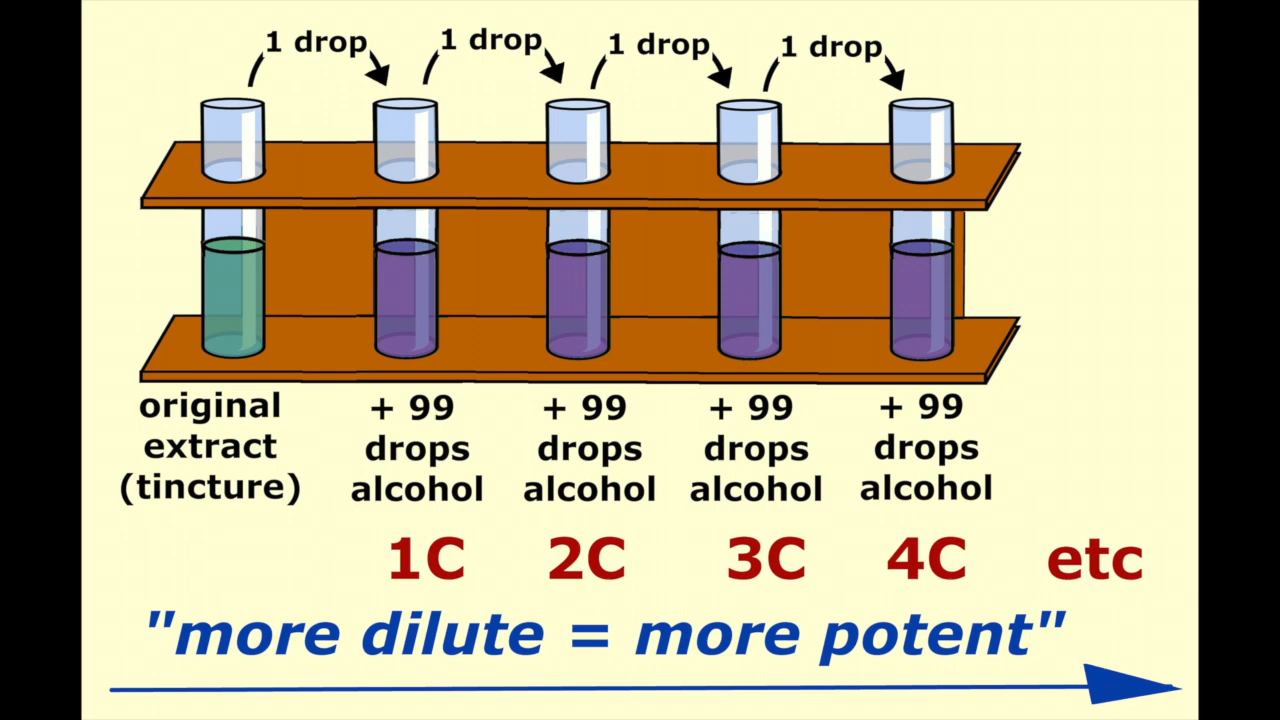 1 drop 1 drop 1 drop 1 drop
original + 99 + 99 + 99 + 99
extract drops drops drops drops
(tincture) alcohol alcohol alcohol alcohol
1C 2C 3C 4C etc
"more dilute = more potent"